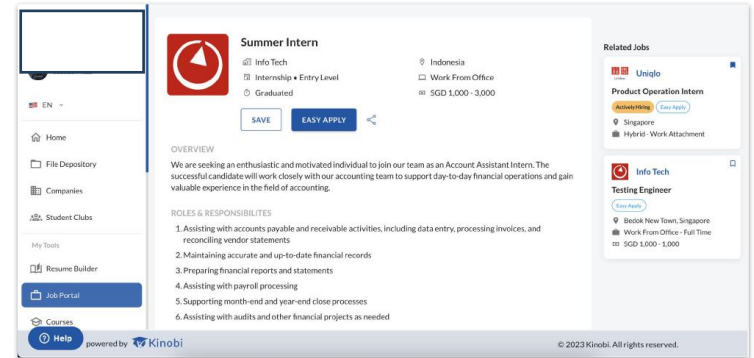 EN
Home
File Depository
Companies
Student Clubs
My Tools
Resume Builder
Job Portal
Courses
Help
powered by Kinobi
Summer Intern
Info Tech
Indonesia
Internship • Entry Level
Work From Office
Graduated
SGD 1,000 - 3,000
SAVE
EASY APPLY
OVERVIEW
We are seeking an enthusiastic and motivated individual to join our team as an Account Assistant Intern. The
successful candidate will work closely with our accounting team to support day-to-day financial operations and gain
valuable experience in the field of accounting.
ROLES & RESPONSIBILITES
1. Assisting with accounts payable and receivable activities, including data entry, processing invoices, and
reconciling vendor statements
2. Maintaining accurate and up-to-date financial records
3. Preparing financial reports and statements
4. Assisting with payroll processing
5. Supporting month-end and year-end close processes
6. Assisting with audits and other financial projects as needed
Related Jobs
Uniqlo
Product Operation Intern
Actively Hiring
Easy Apply
Singapore
Hybrid - Work Attachment
Info Tech
Testing Engineer
Easy Apply
Bedok New Town, Singapore
Work From Office - Full Time
SGD 1,000 - 1,000
© 2023 Kinobi. All rights reserved.